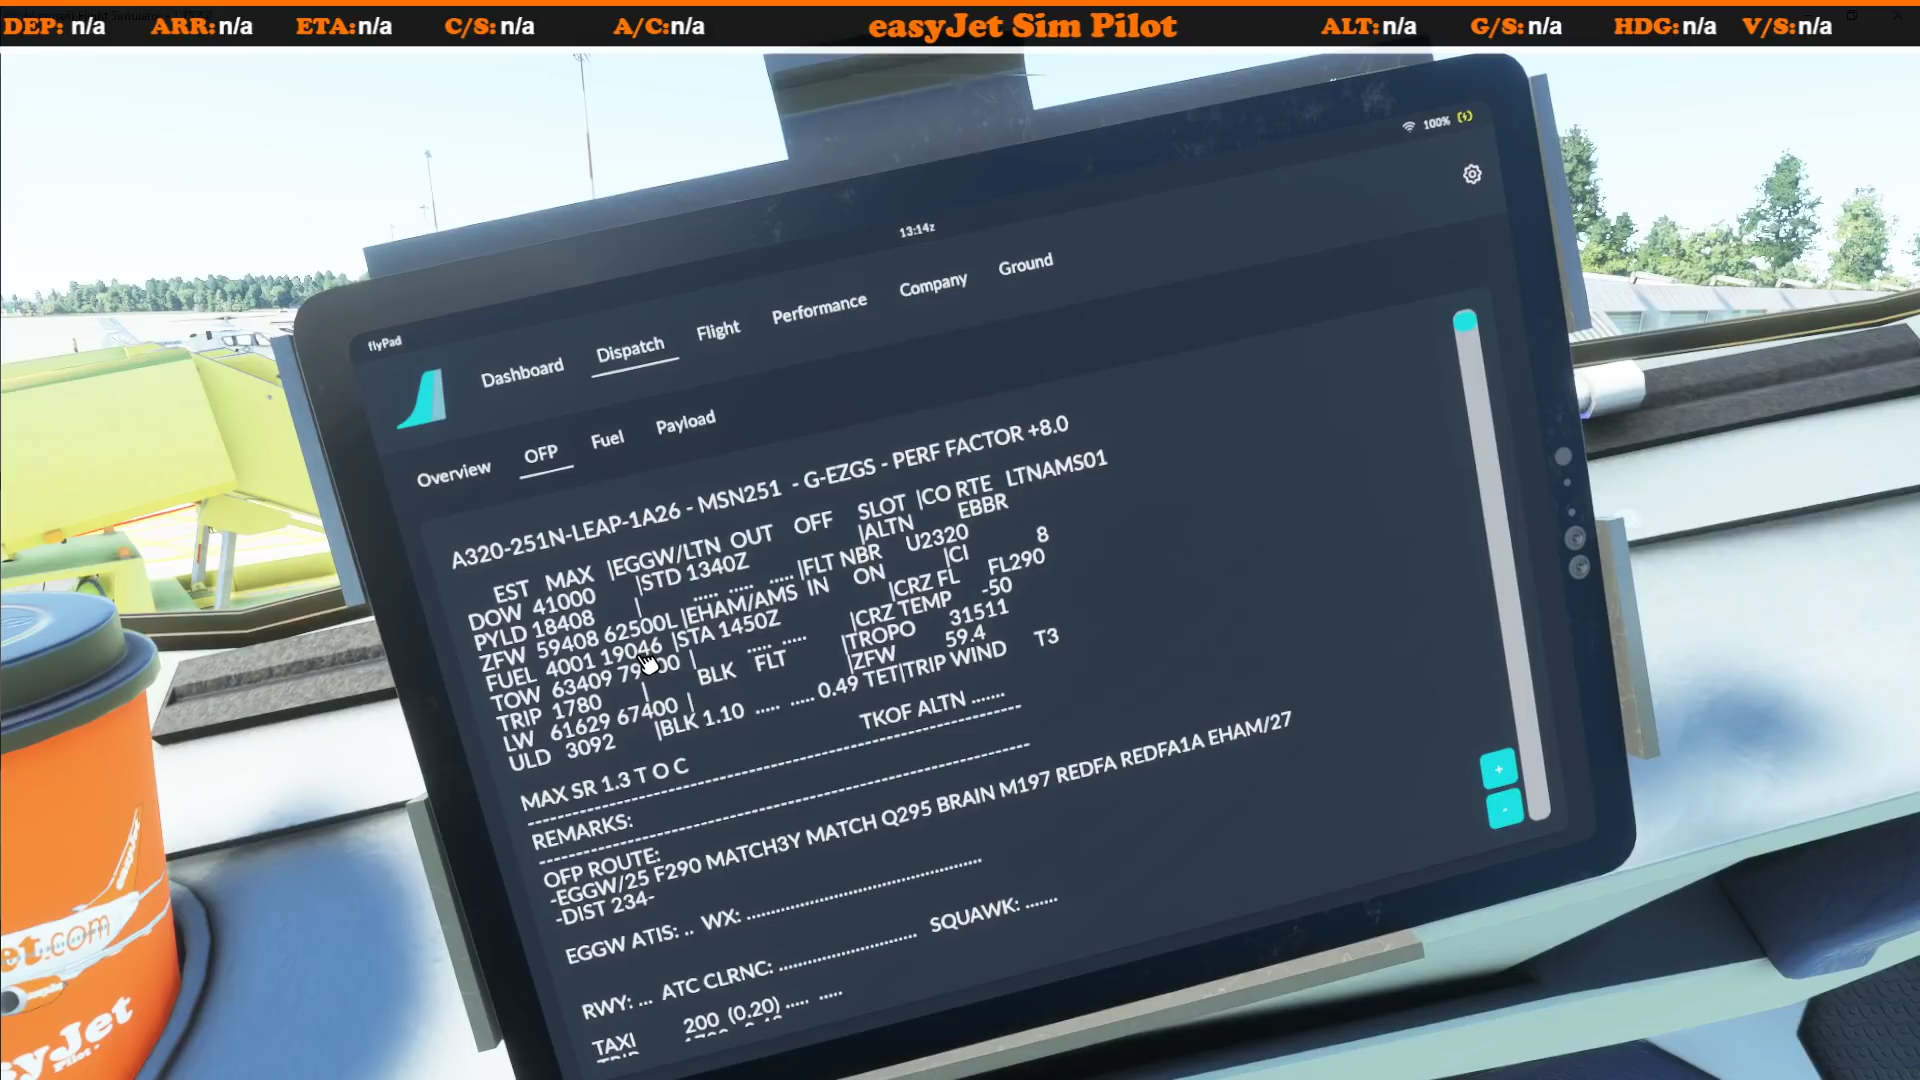 DEP: n/a ARR:n/a ETA:n/a C/S:n/a A/C:n/a easyJet Sim Pilot ALT:n/a G/S:n/a HDG:n/a V/S:n/a
100%
13:14z
flyPad
Dashboard Dispatch Flight Performance Company Ground
Overview OFP Fuel Payload
A320-251N-LEAP-1A26 - MSN251 - G-EZGS - PERF FACTOR +8.0
EST MAX |EGGW/LTN OUT OFF SLOT |CO RTE LTNAMS01
DOW 41000 |STD 1340Z |ALTN EBBR
PYLD 18408 | ..... ..... |FLT NBR U2320
ZFW 59408 62500L |EHAM/AMS IN ON |CI 8
FUEL 4001 19046 |STA 1450Z |CRZ FL FL290
TOW 63409 | ..... ..... |CRZ TEMP -50
TRIP 1780 | BLK FLT |TROPO 31511
LW 61629 67400 | |ZFW 59.4
ULD 3092 |BLK 1.10 ..... ..... 0.49 TET|TRIP WIND T3
MAX SR 1.3 T O C TKOF ALTN .......
REMARKS:
OFP ROUTE:
-EGGW/25 F290 MATCH3Y MATCH Q295 BRAIN M197 REDFA REDFA1A EHAM/27
-DIST 234-
EGGW ATIS: .. WX: ........................................
RWY: ... ATC CLRNC: ....................... SQUAWK: ......
TAXI 200 (0.20) ..... .....
TRIP
+
-
et.com
syJet
Pilot